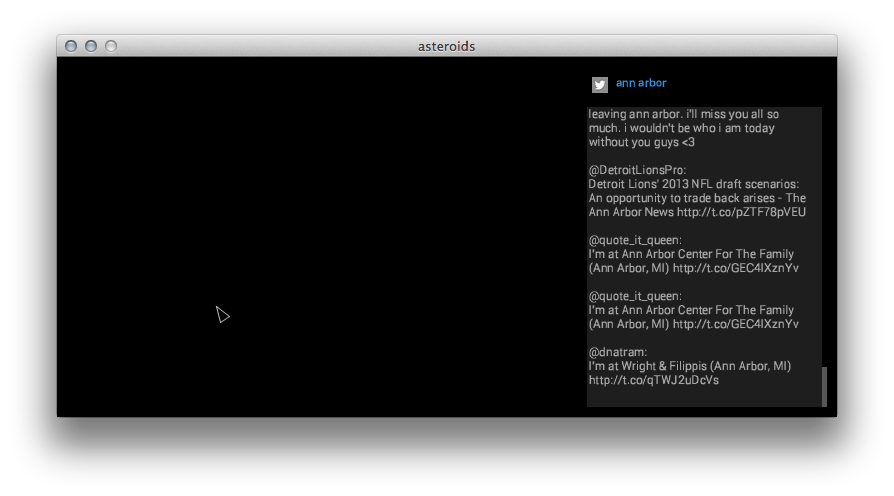 asteroids
ann arbor
leaving ann arbor. i'll miss you all so
much. i wouldn't be who i am today
without you guys <3
@DetroitLionsPro:
Detroit Lions' 2013 NFL draft scenarios:
An opportunity to trade back arises - The
Ann Arbor News http://t.co/pZTF78pVEU
@quote_it_queen:
I'm at Ann Arbor Center For The Family
(Ann Arbor, MI) http://t.co/GEC4lXznYv
@quote_it_queen:
I'm at Ann Arbor Center For The Family
(Ann Arbor, MI) http://t.co/GEC4lXznYv
@dnatram:
I'm at Wright & Filippis (Ann Arbor, MI)
http://t.co/qTWJ2uDcVs